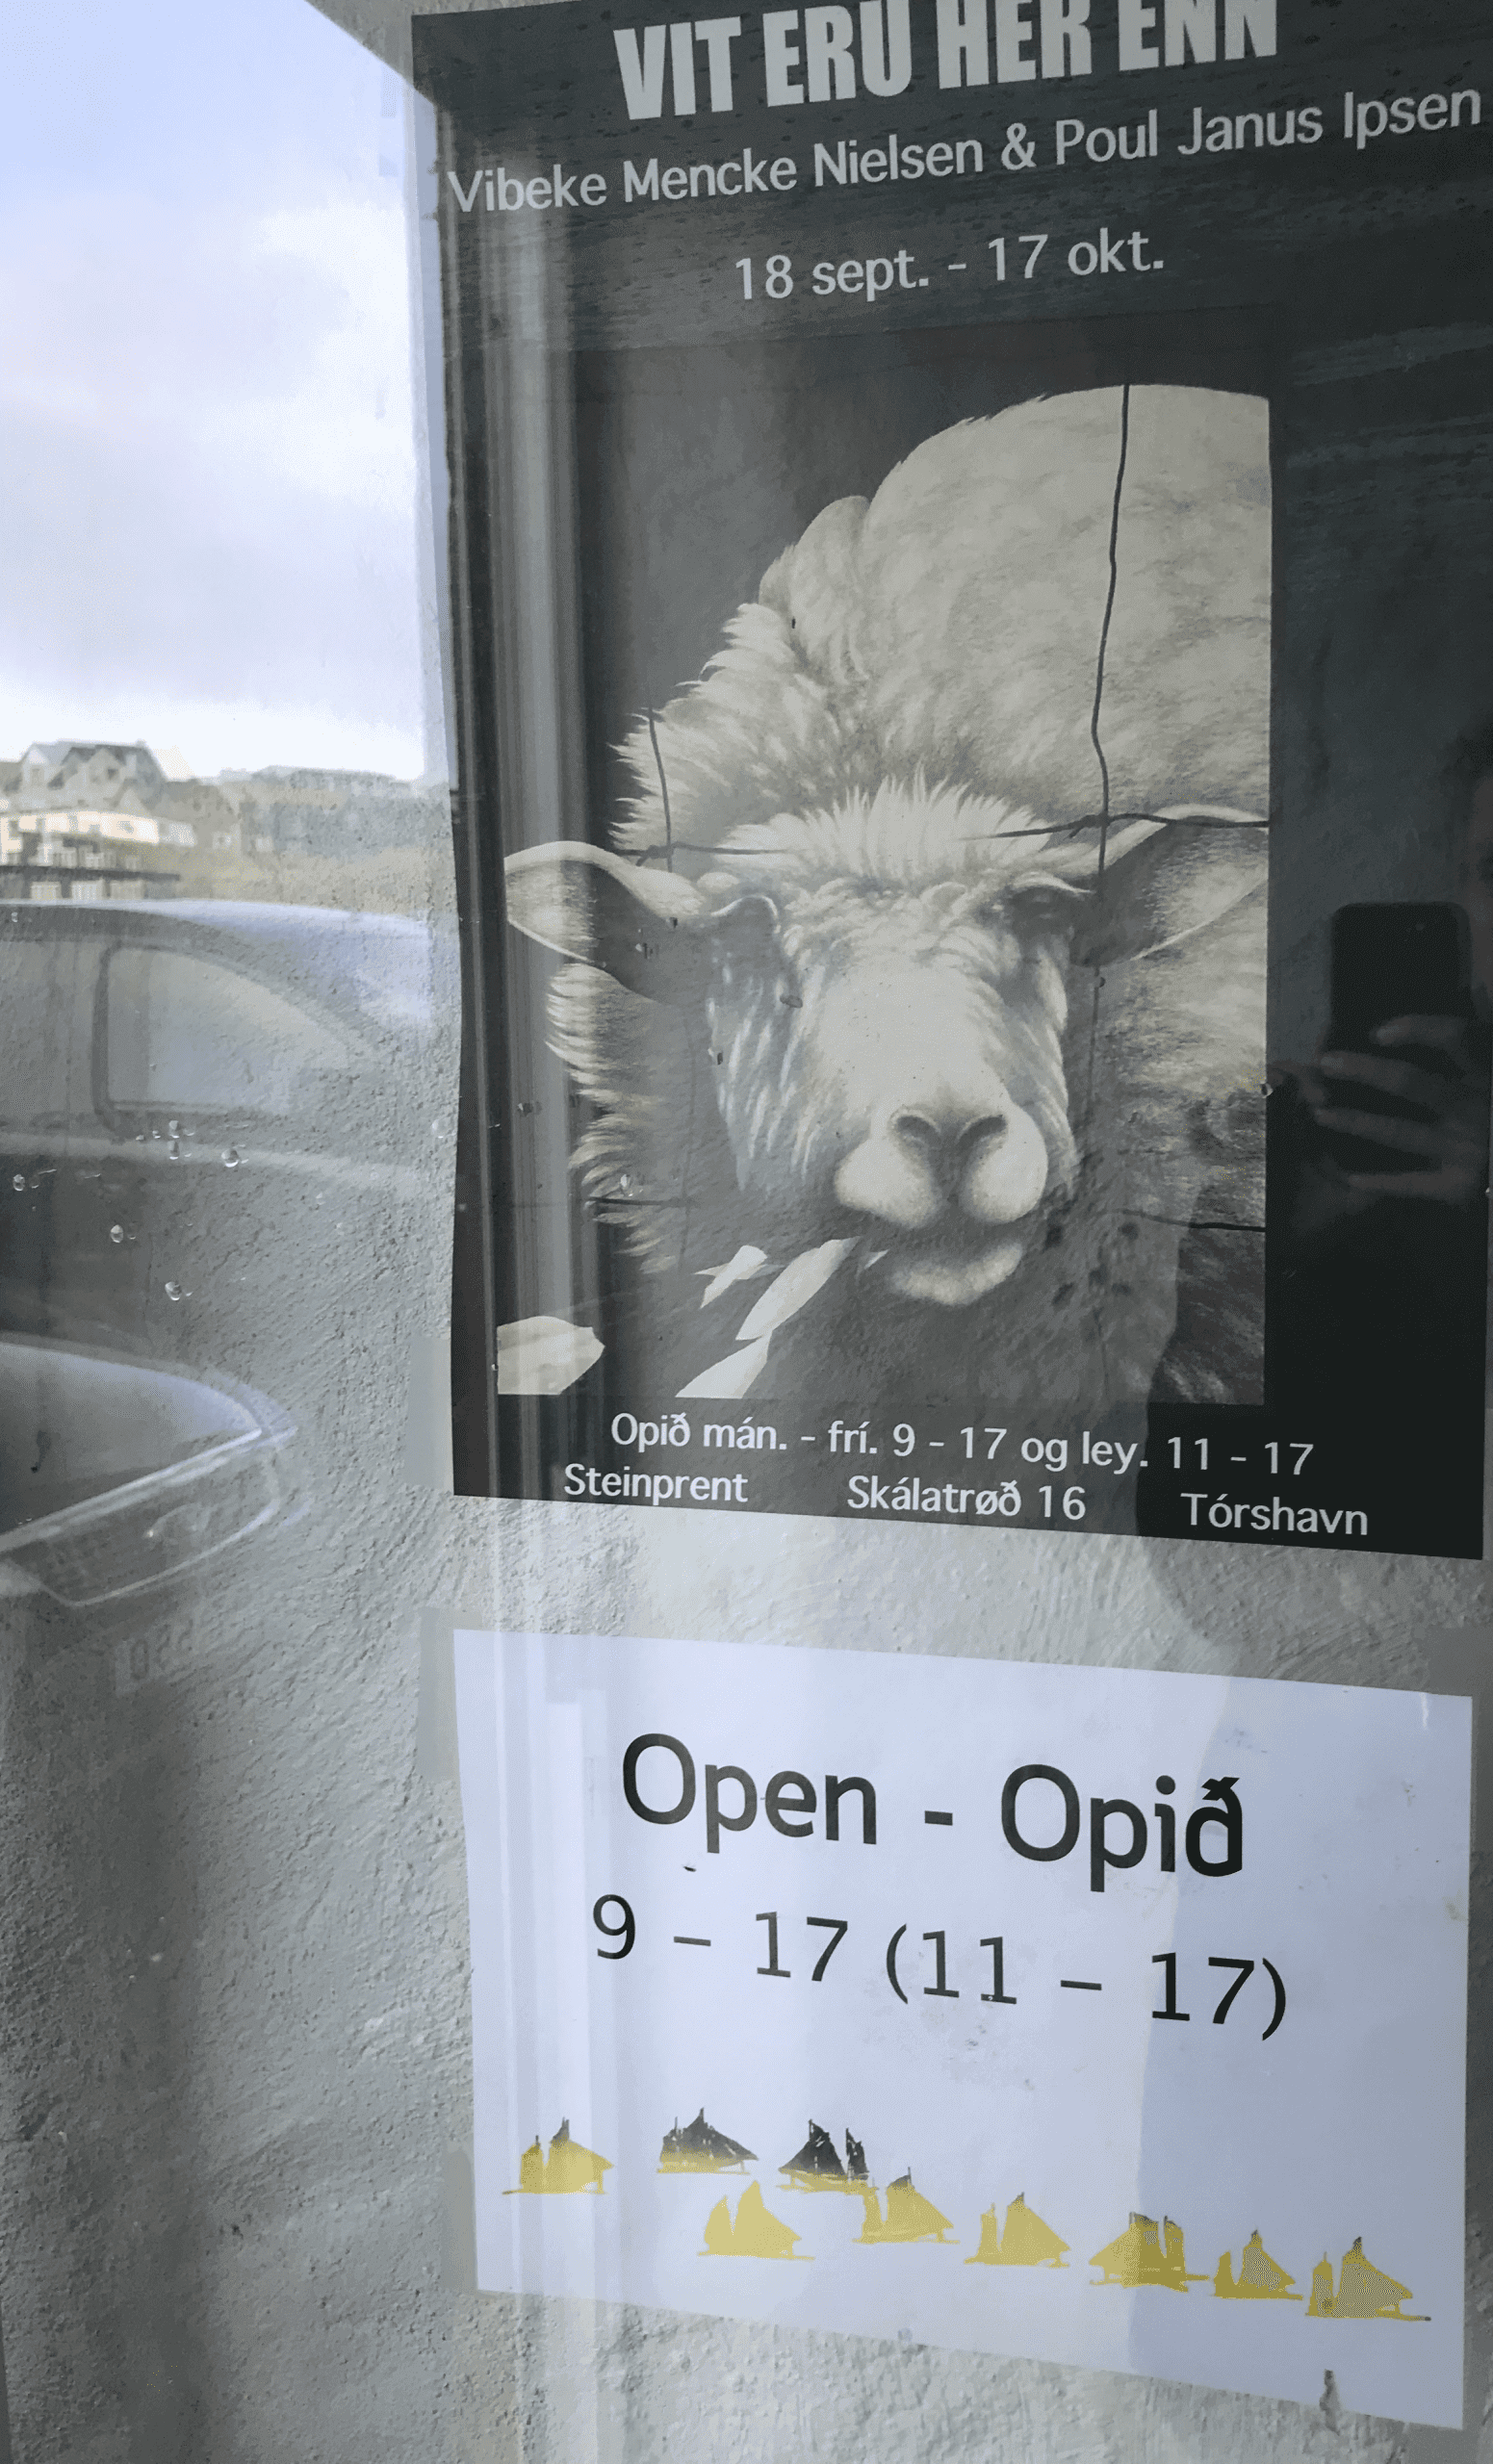 VIT ERU HER ENN
Vibeke Mencke Nielsen & Poul Janus Ipsen
18 sept. - 17 okt.
Opið mán. - frí. 9 - 17 og ley. 11 - 17
Steinprent Skálatrøð 16 Tórshavn
Open - Opið
9 – 17 (11 – 17)